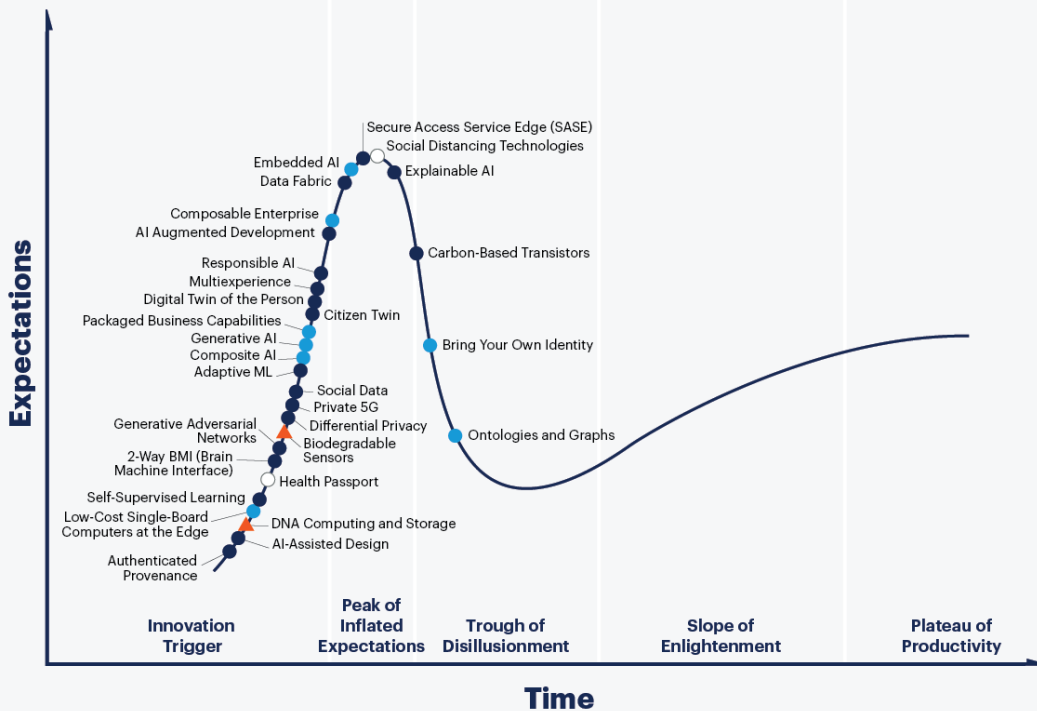 Expectations
Secure Access Service Edge (SASE)
Social Distancing Technologies
Embedded AI
Explainable AI
Data Fabric
Composable Enterprise
AI Augmented Development
Carbon-Based Transistors
Responsible AI
Multiexperience
Digital Twin of the Person
Citizen Twin
Packaged Business Capabilities
Generative AI
Bring Your Own Identity
Composite AI
Adaptive ML
Social Data
Private 5G
Differential Privacy
Generative Adversarial
Networks
Ontologies and Graphs
Biodegradable
Sensors
2-Way BMI (Brain
Machine Interface)
Health Passport
Self-Supervised Learning
Low-Cost Single-Board
Computers at the Edge
DNA Computing and Storage
AI-Assisted Design
Authenticated
Provenance
Innovation
Trigger
Peak of
Inflated
Expectations
Trough of
Disillusionment
Slope of
Enlightenment
Plateau of
Productivity
Time